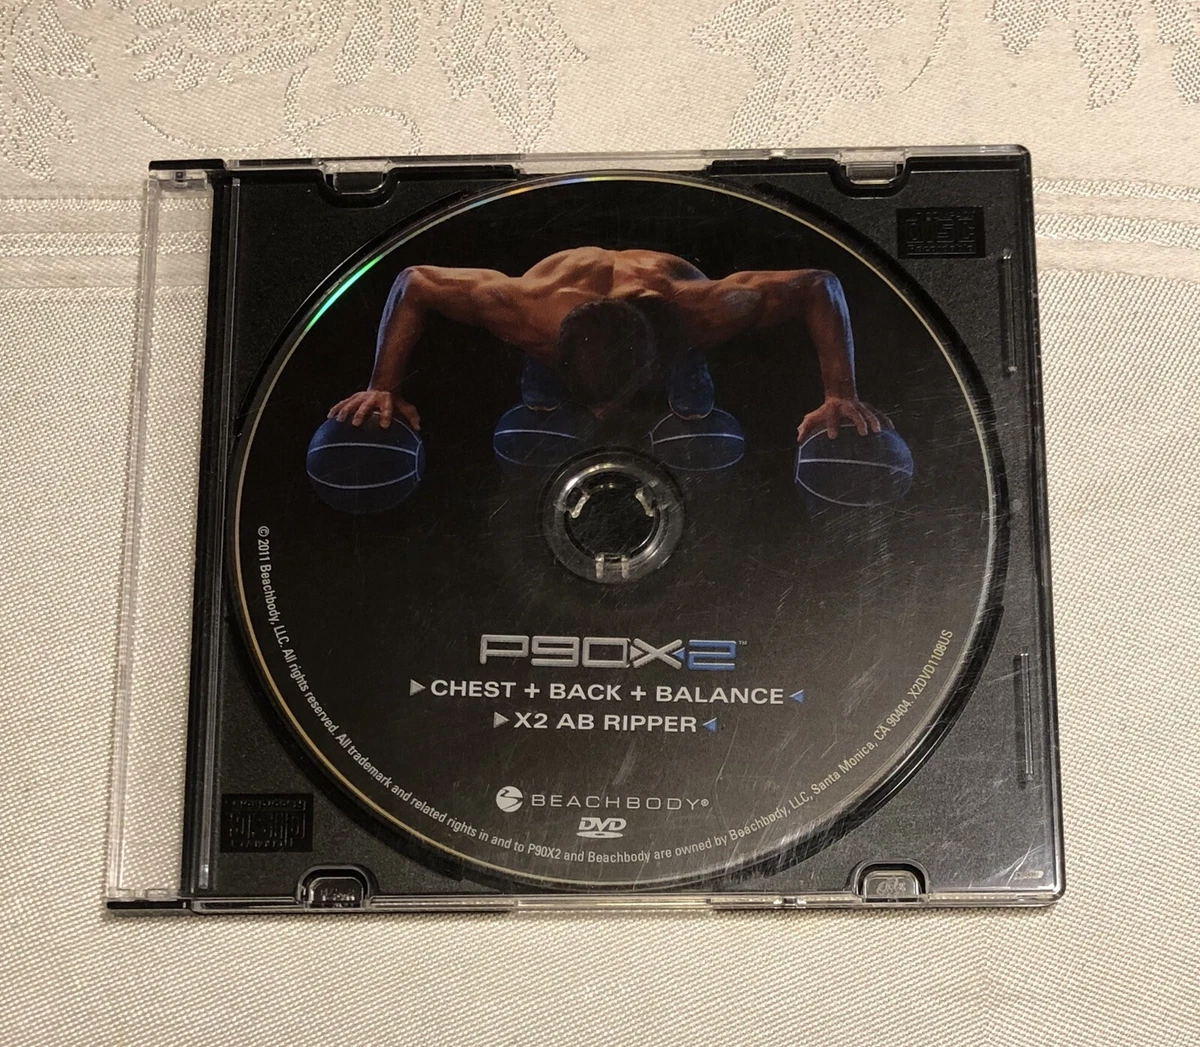 P90X2™
CHEST + BACK + BALANCE
X2 AB RIPPER
BEACHBODY®
DVD
© 2011 Beachbody, LLC. All rights reserved. All trademark and related rights in and to P90X2 and Beachbody are owned by Beachbody, LLC, Santa Monica, CA 90404. X2DVD1108US